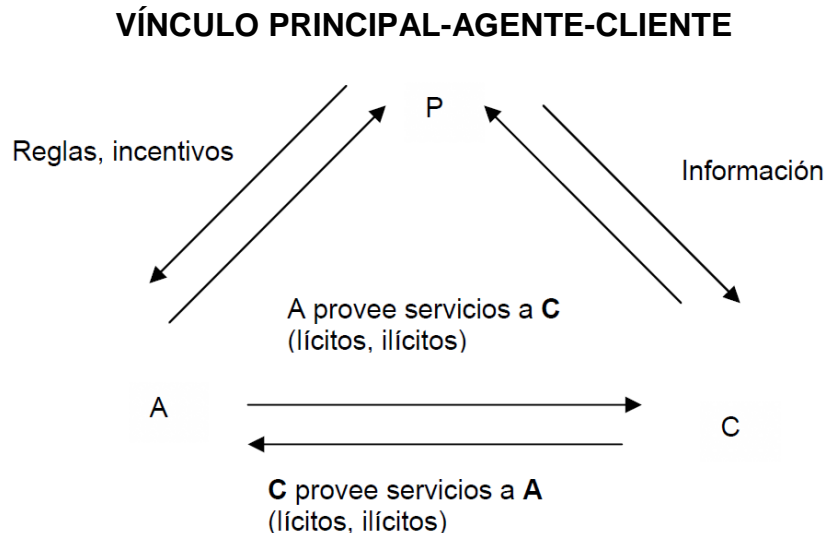 VÍNCULO PRINCIPAL-AGENTE-CLIENTE
P
Reglas, incentivos
Información
A provee servicios a C
(lícitos, ilícitos)
A
C
C provee servicios a A
(lícitos, ilícitos)